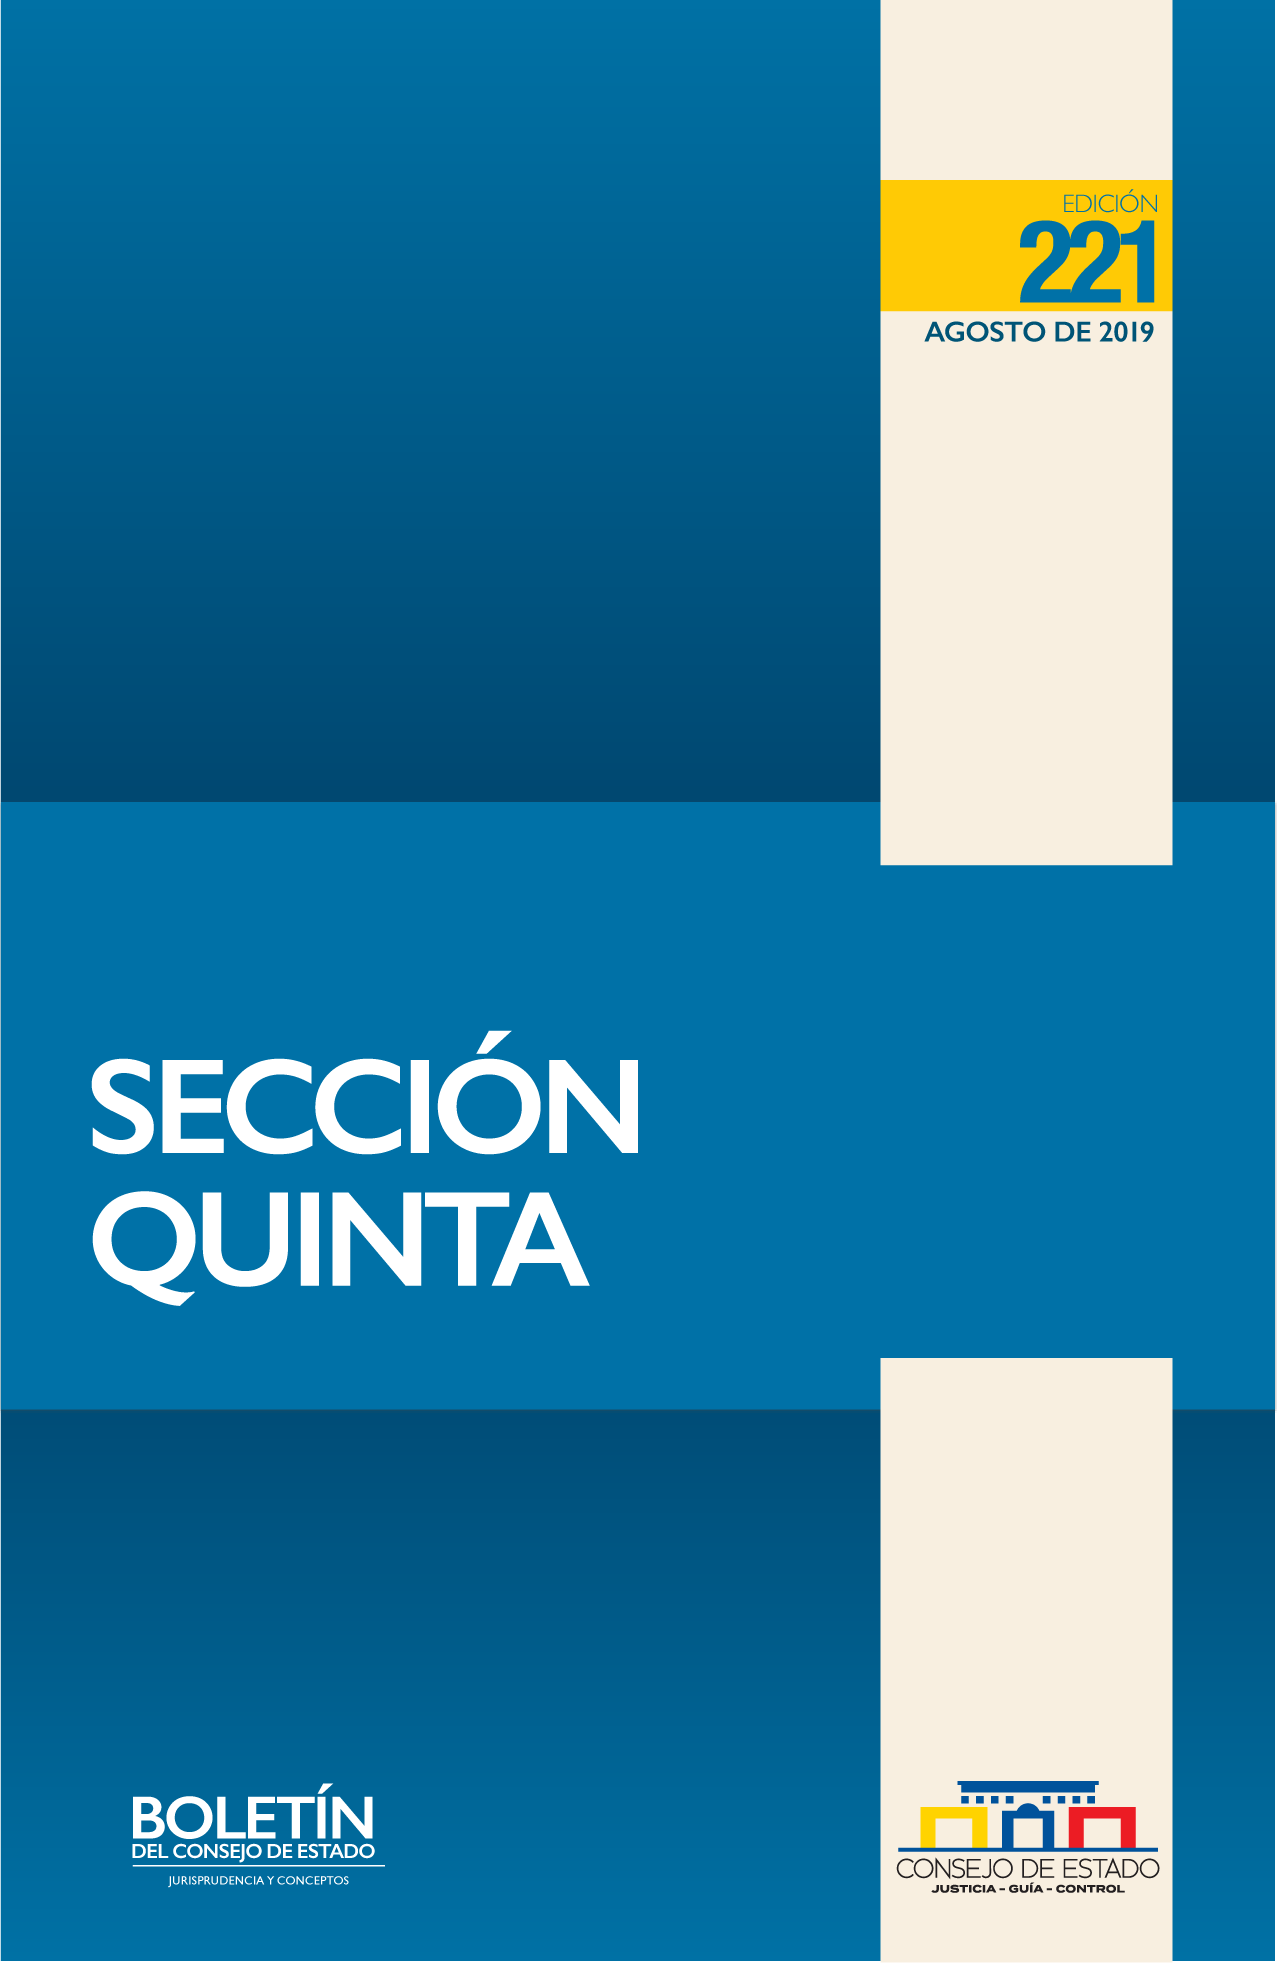 EDICIÓN
221
AGOSTO DE 2019
SECCIÓN
QUINTA
BOLETÍN
DEL CONSEJO DE ESTADO
JURISPRUDENCIA Y CONCEPTOS
CONSEJO DE ESTADO
JUSTICIA - GUÍA - CONTROL